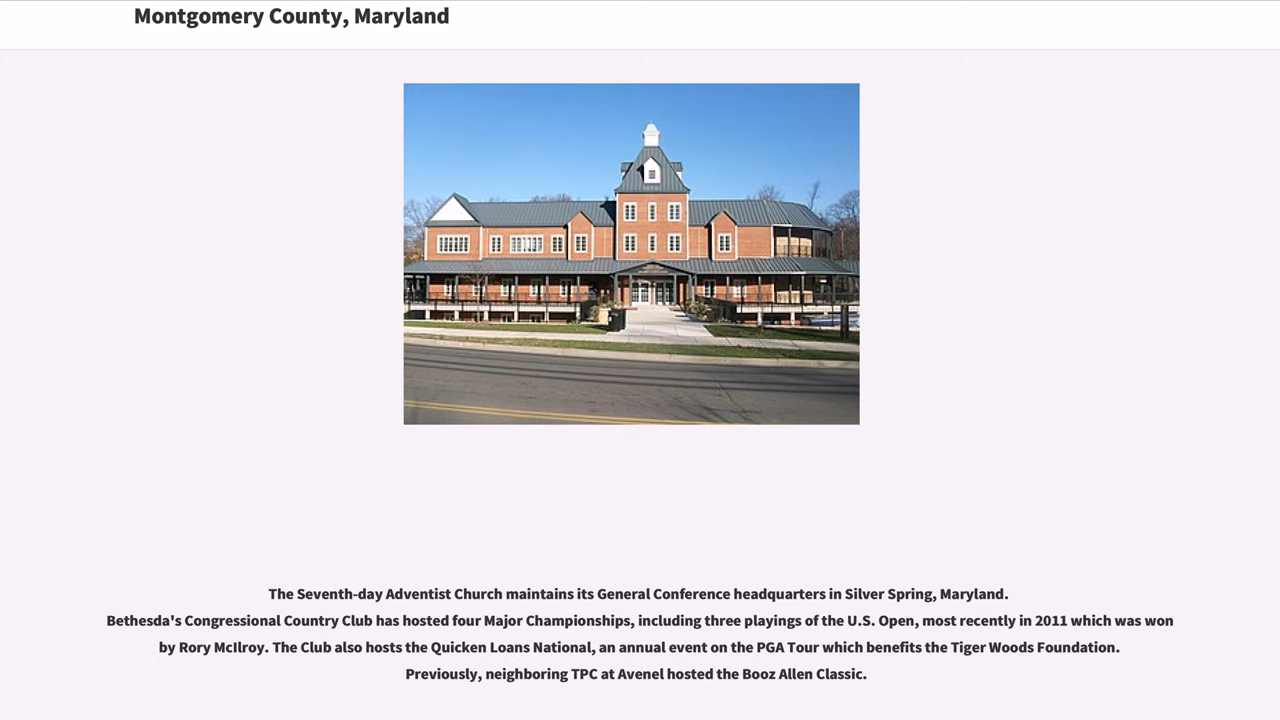 Montgomery County, Maryland
The Seventh-day Adventist Church maintains its General Conference headquarters in Silver Spring, Maryland.
Bethesda's Congressional Country Club has hosted four Major Championships, including three playings of the U.S. Open, most recently in 2011 which was won
by Rory McIlroy. The Club also hosts the Quicken Loans National, an annual event on the PGA Tour which benefits the Tiger Woods Foundation.
Previously, neighboring TPC at Avenel hosted the Booz Allen Classic.